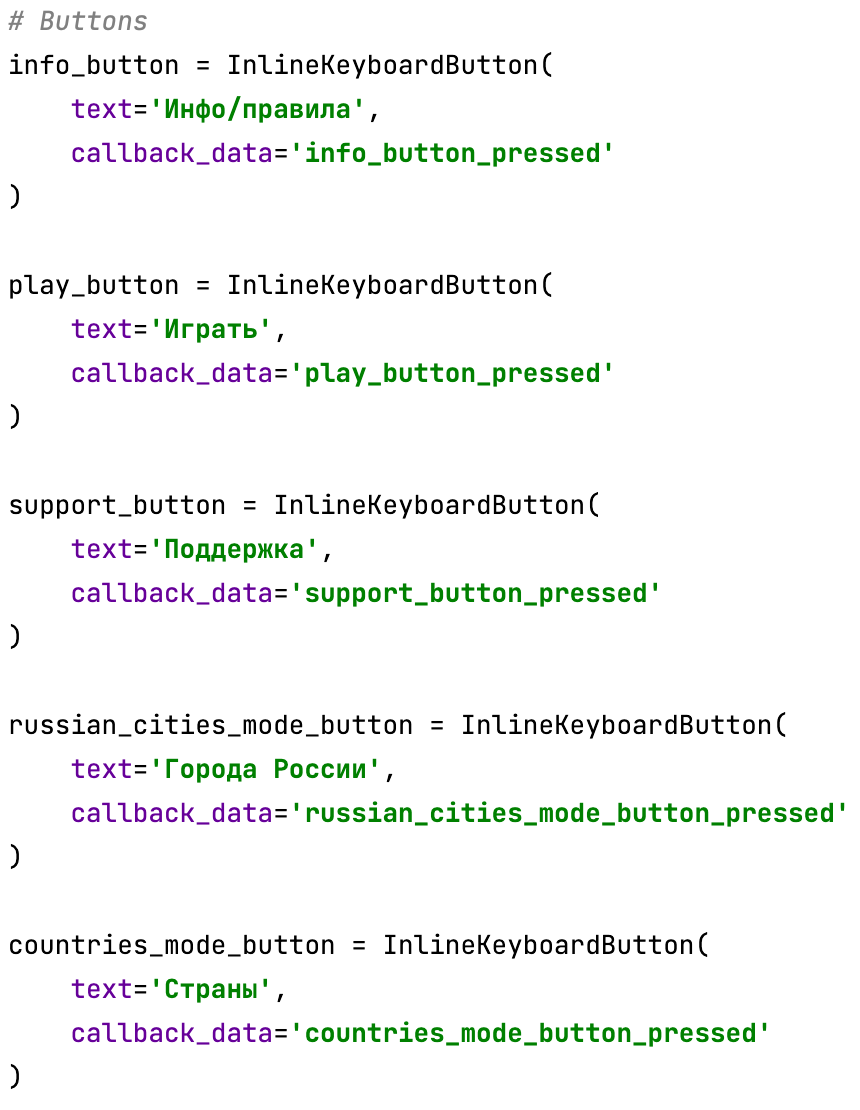 # Buttons
info_button = InlineKeyboardButton(
    text='Инфо/правила',
    callback_data='info_button_pressed'
)

play_button = InlineKeyboardButton(
    text='Играть',
    callback_data='play_button_pressed'
)

support_button = InlineKeyboardButton(
    text='Поддержка',
    callback_data='support_button_pressed'
)

russian_cities_mode_button = InlineKeyboardButton(
    text='Города России',
    callback_data='russian_cities_mode_button_pressed'
)

countries_mode_button = InlineKeyboardButton(
    text='Страны',
    callback_data='countries_mode_button_pressed'
)